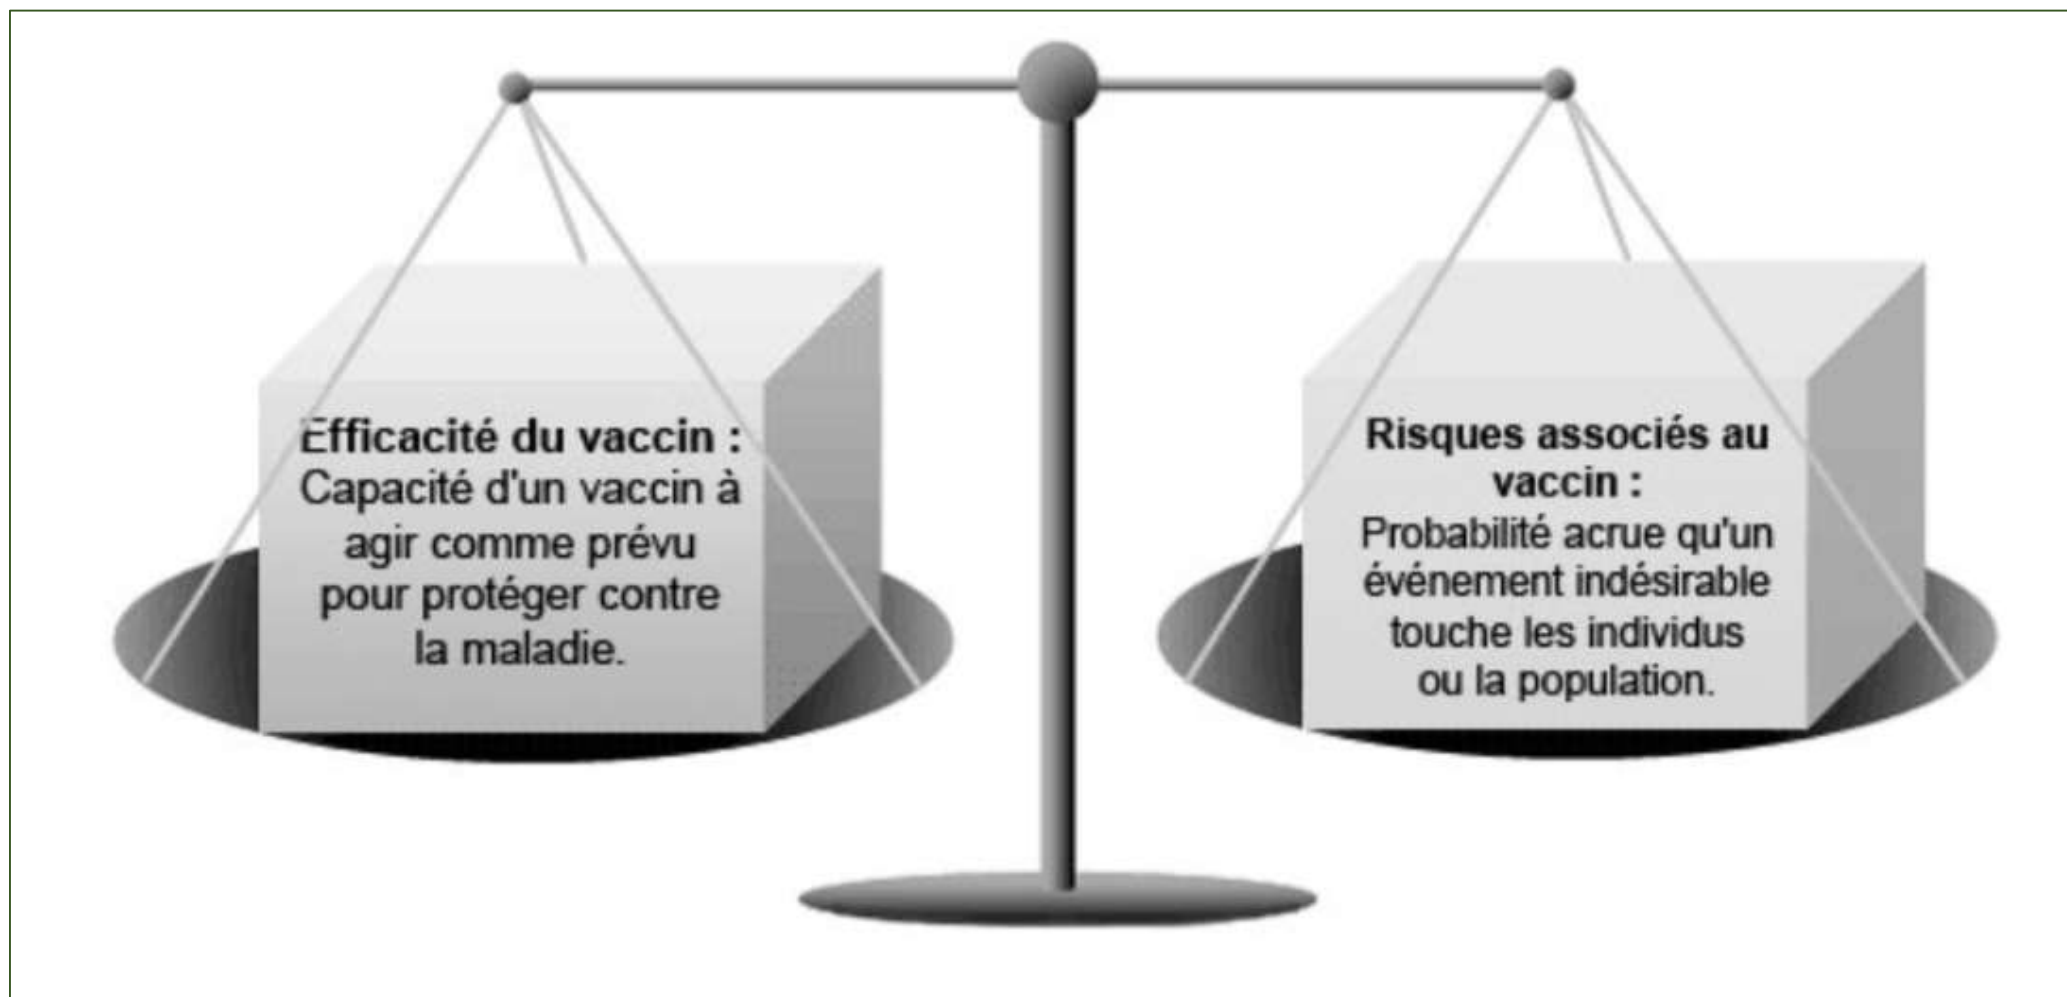 Efficacité du vaccin :
Capacité d'un vaccin à
agir comme prévu
pour protéger contre
la maladie.
Risques associés au
vaccin :
Probabilité acrue qu'un
événement indésirable
touche les individus
ou la population.